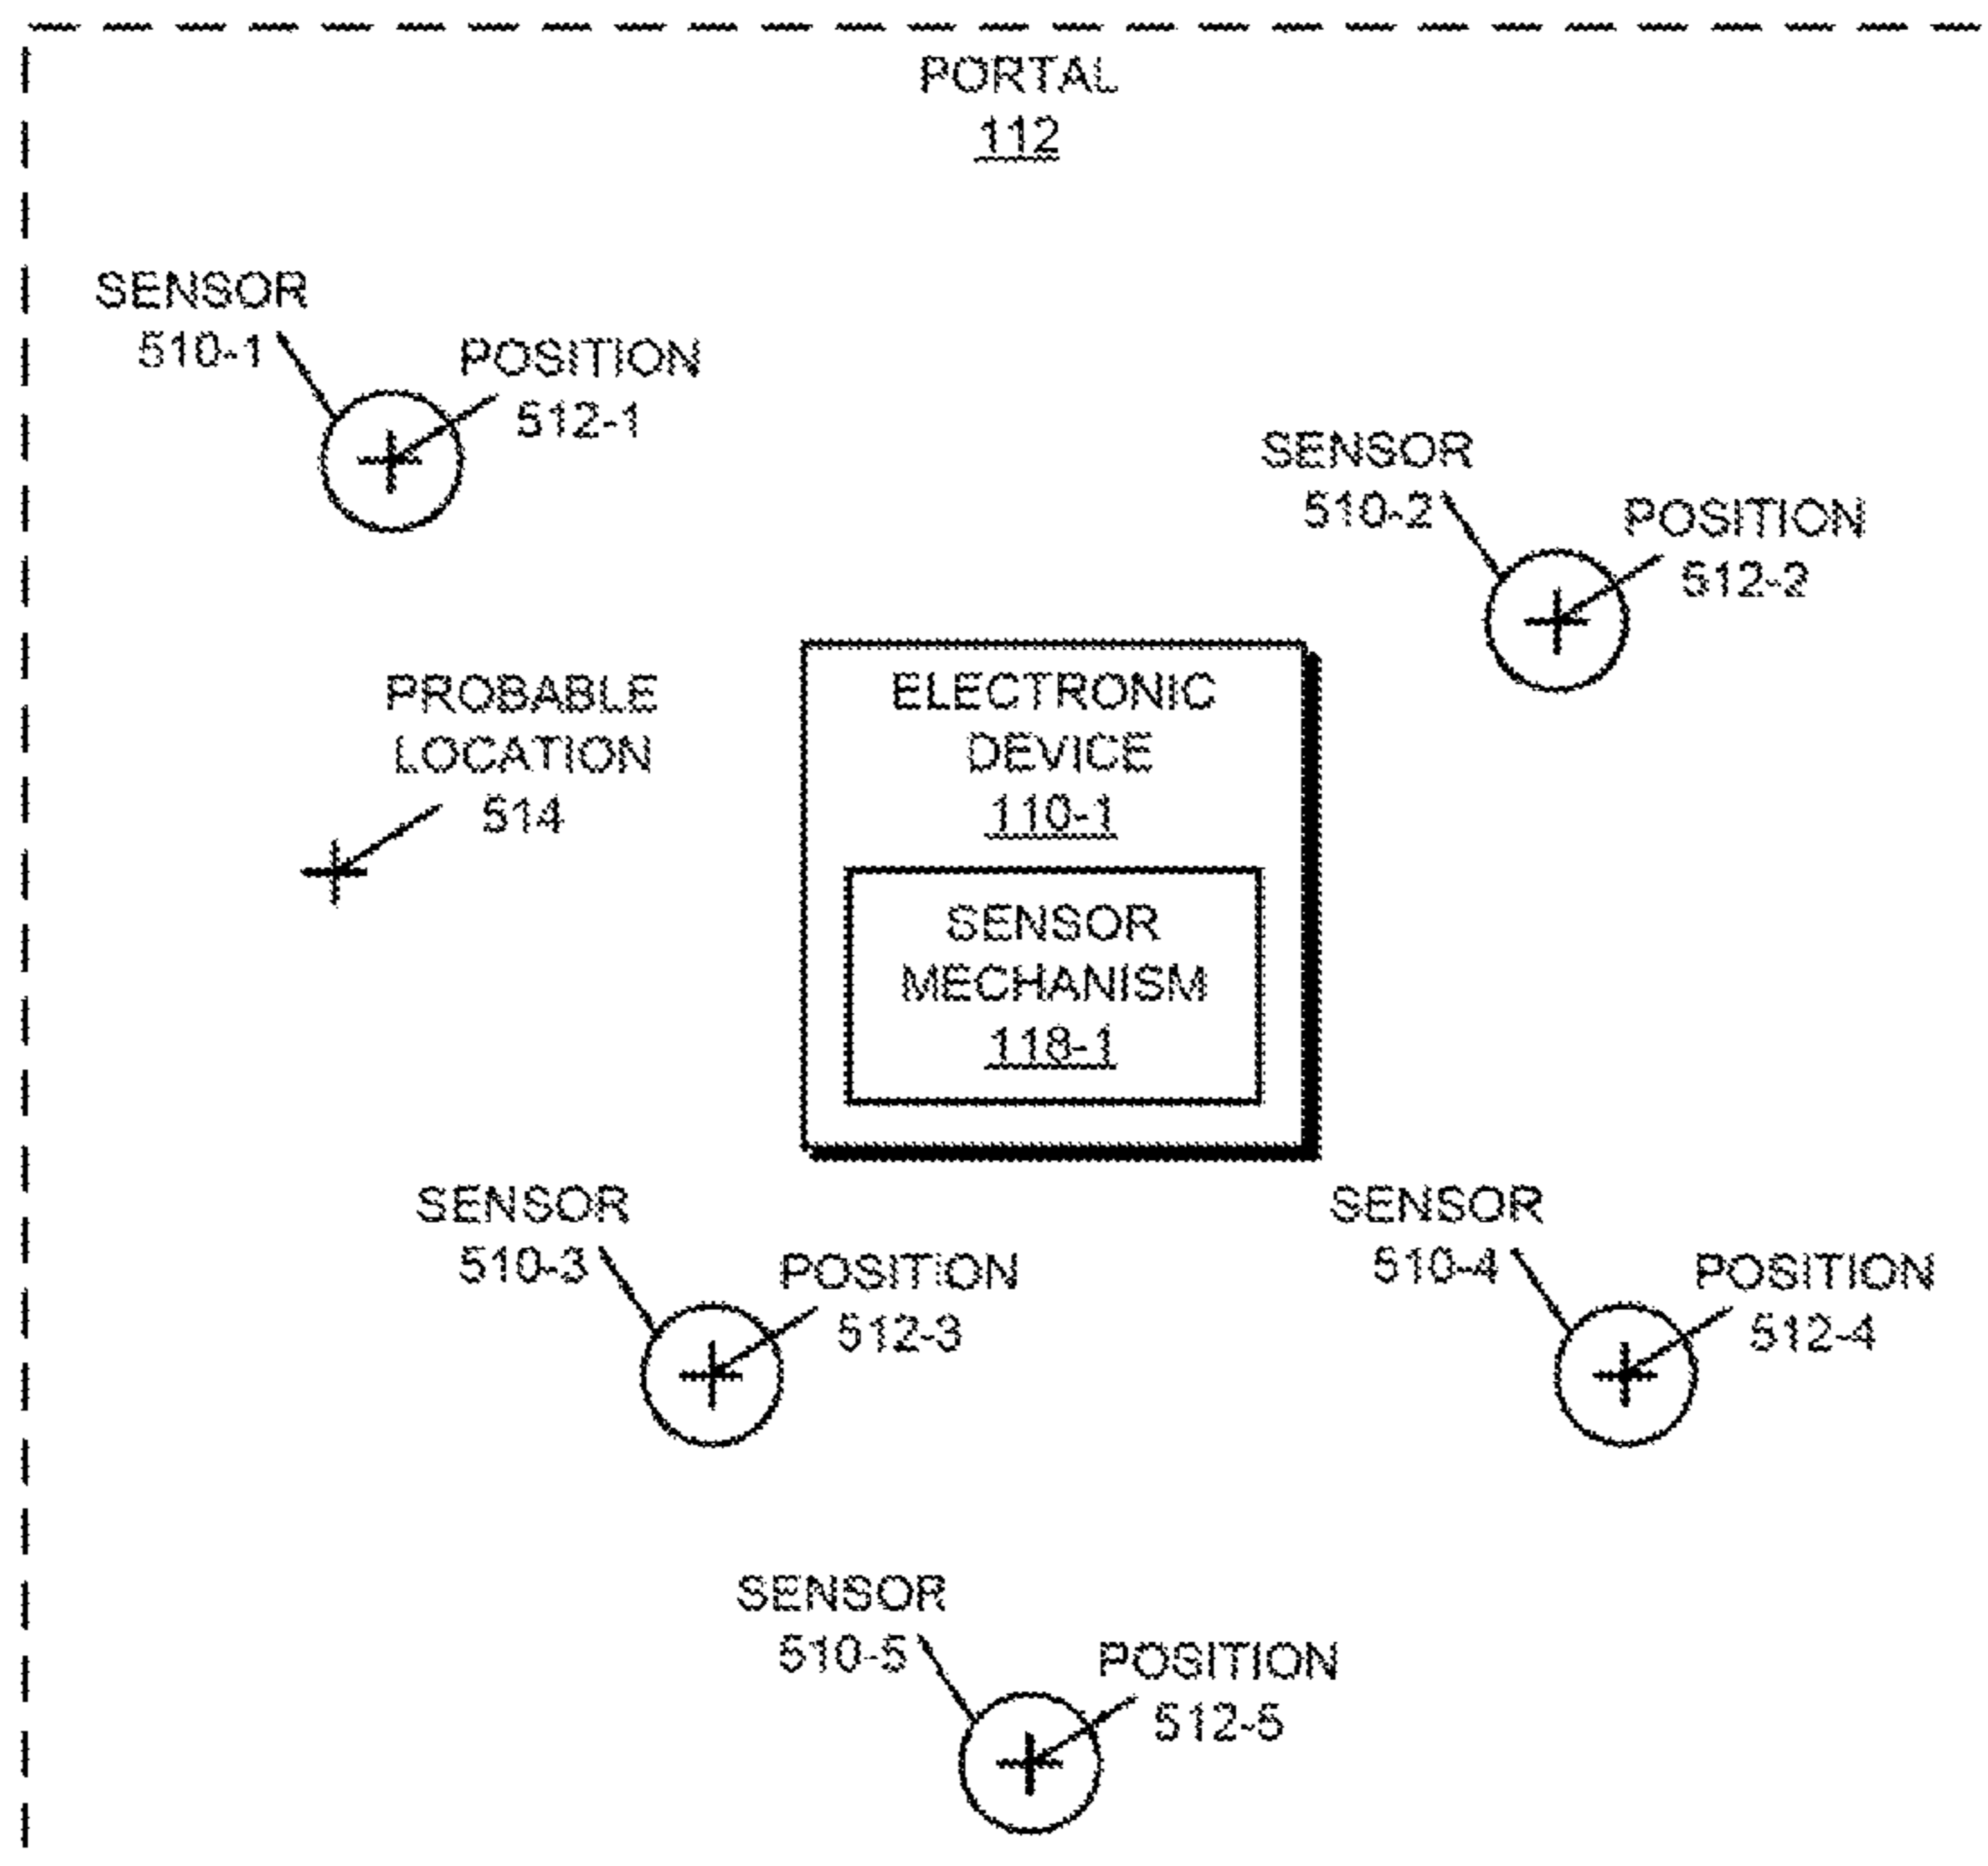 PORTAL
112
SENSOR
510-1
POSITION
512-1
SENSOR
510-2
POSITION
512-2
PROBABLE
LOCATION
514
ELECTRONIC
DEVICE
110-1
SENSOR
MECHANISM
118-1
SENSOR
510-3
POSITION
512-3
SENSOR
510-4
POSITION
512-4
SENSOR
510-5
POSITION
512-5